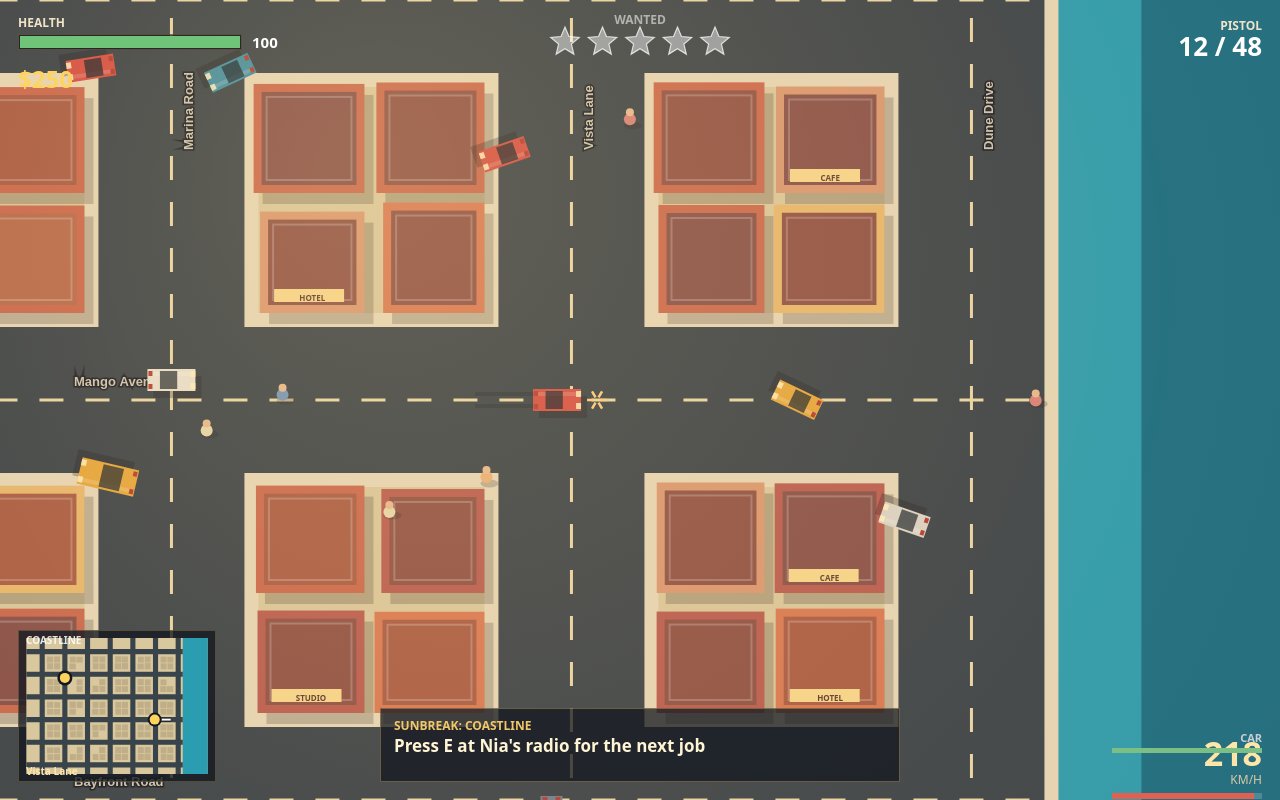 HEALTH
100
$250
WANTED
PISTOL
12 / 48
Marina Road
Vista Lane
Dune Drive
CAFE
HOTEL
Mango Aven
CAFE
STUDIO
HOTEL
COASTLINE
Vista Lane
Bayfront Road
SUNBREAK: COASTLINE
Press E at Nia's radio for the next job
CAR
218
KM/H